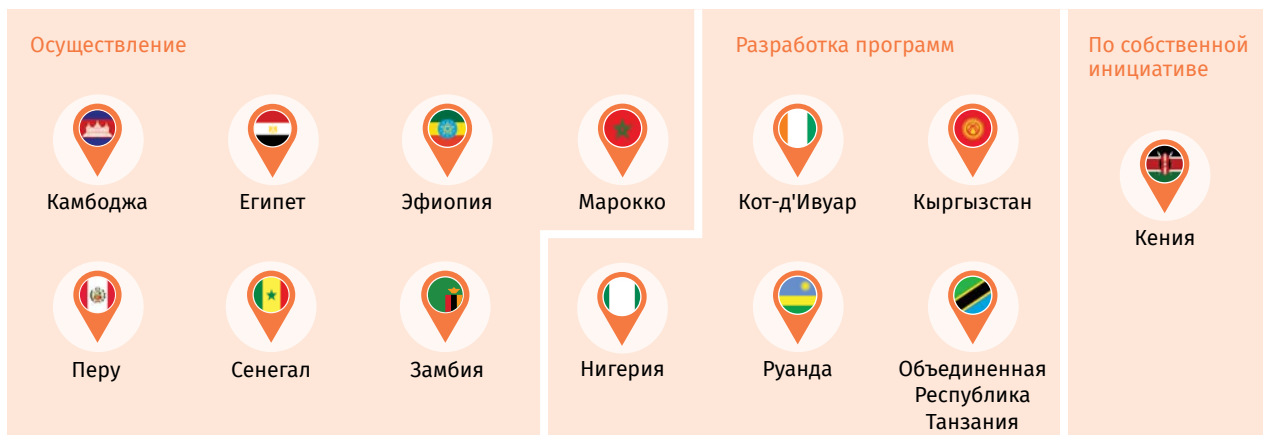 Осуществление
Камбоджа
Египет
Эфиопия
Марокко
Перу
Сенегал
Замбия
Разработка программ
Кот-д'Ивуар
Кыргызстан
Нигерия
Руанда
Объединенная
Республика
Танзания
По собственной
инициативе
Кения